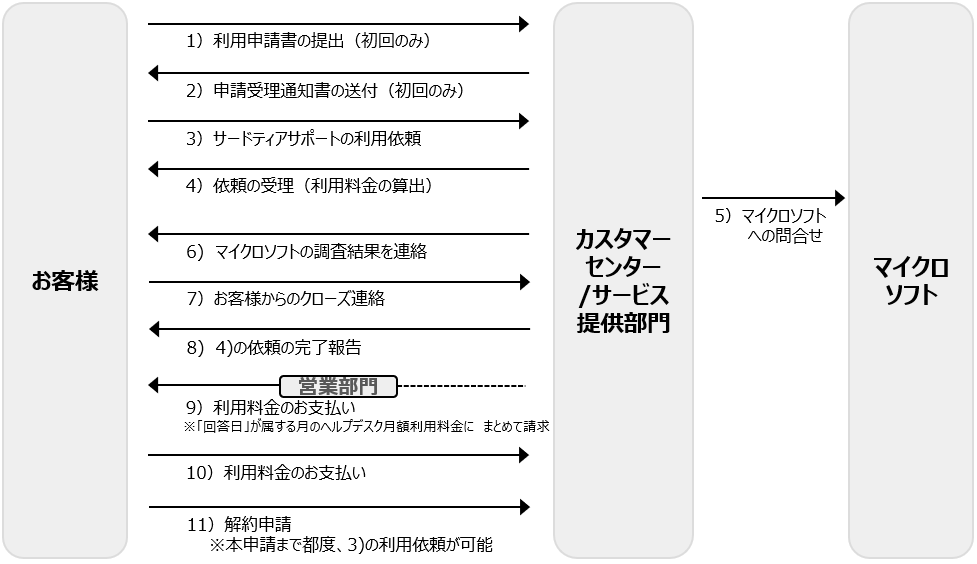 1）利用申請書の提出（初回のみ）
2）申請受理通知書の送付（初回のみ）
3）サードティアサポートの利用依頼
4）依頼の受理（利用料金の算出）
5）マイクロソフト
への問合せ
6）マイクロソフトの調査結果を連絡
7）お客様からのクローズ連絡
8）4)の依頼の完了報告
営業部門
9）利用料金のお支払い
※「回答日」が属する月のヘルプデスク月額利用料金に　まとめて請求
10）利用料金のお支払い
11）解約申請
※本申請まで都度、3)の利用依頼が可能
お客様
カスタマー
センター
/サービス
提供部門
マイクロ
ソフト